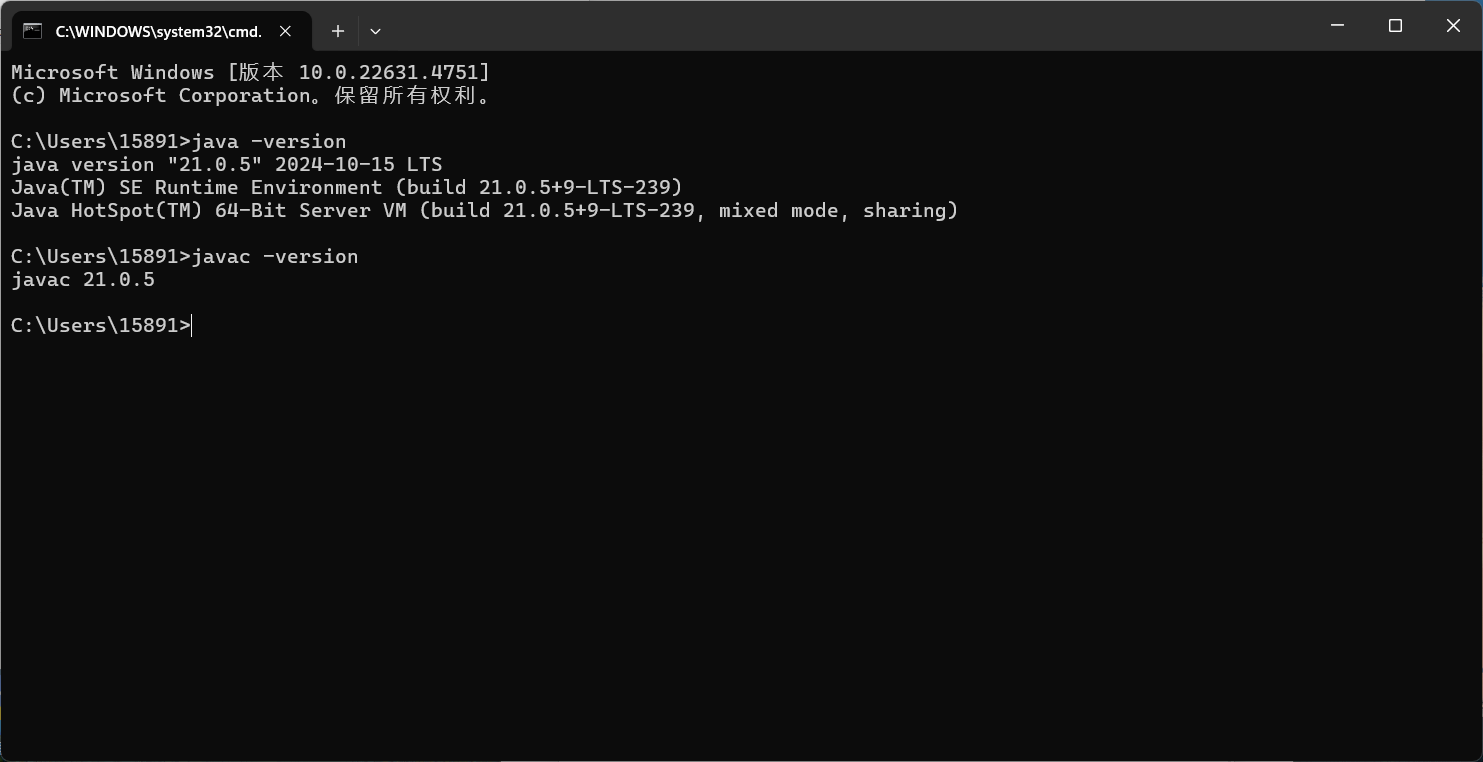 C:\WINDOWS\system32\cmd.
Microsoft Windows [版本 10.0.22631.4751]
(c) Microsoft Corporation。保留所有权利。
C:\Users\15891>java -version
java version "21.0.5" 2024-10-15 LTS
Java(TM) SE Runtime Environment (build 21.0.5+9-LTS-239)
Java HotSpot(TM) 64-Bit Server VM (build 21.0.5+9-LTS-239, mixed mode, sharing)
C:\Users\15891>javac -version
javac 21.0.5
C:\Users\15891>